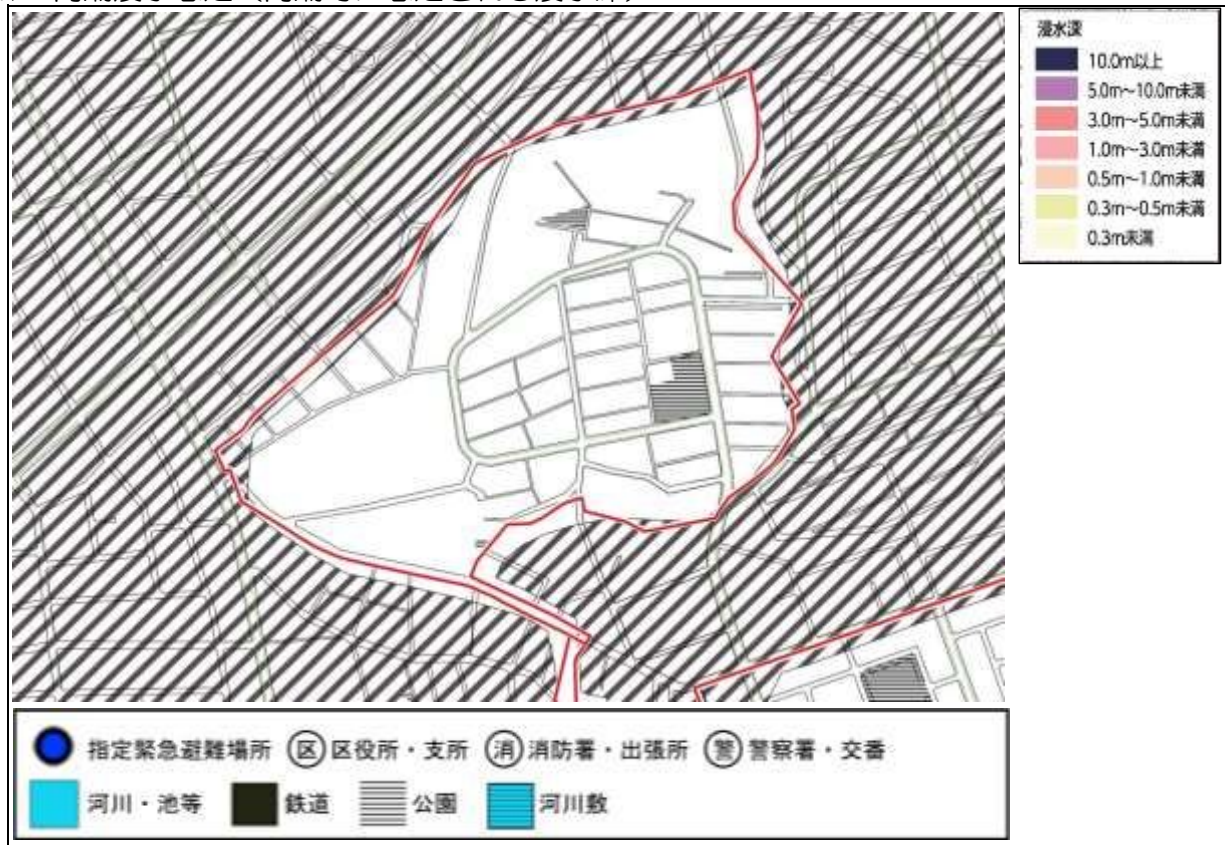 浸水深
10.0m以上
5.0m～10.0m未満
3.0m～5.0m未満
1.0m～3.0m未満
0.5m～1.0m未満
0.3m～0.5m未満
0.3m未満
指定緊急避難場所 区 区役所・支所 消 消防署・出張所 警 警察署・交番
河川・池等 鉄道 公園 河川敷